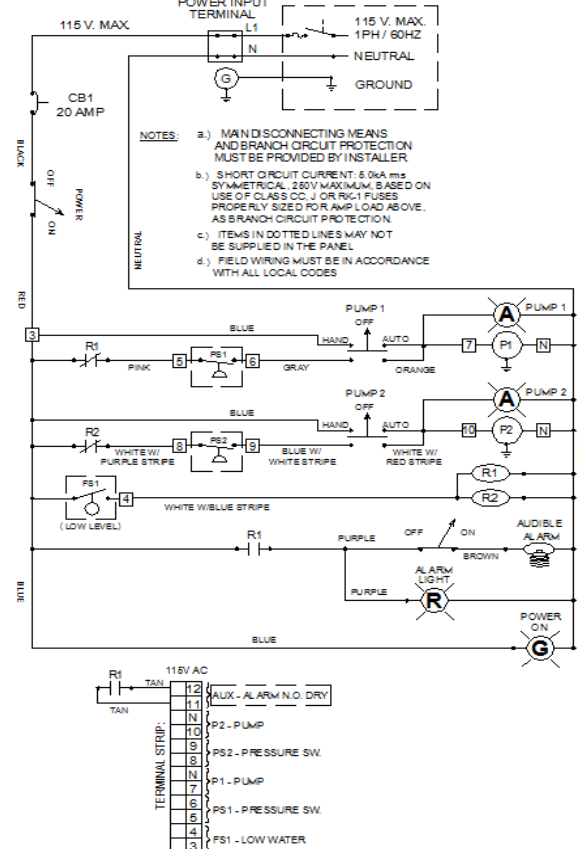 POWER INPUT
TERMINAL
115 V. MAX.
L1
115 V. MAX.
1PH / 60HZ
N
NEUTRAL
G
GROUND
CB1
20 AMP
BLACK
OFF
POWER
ON
RED
NEUTRAL
NOTES:
a.) MAIN DISCONNECTING MEANS
AND BRANCH CIRCUIT PROTECTION
MUST BE PROVIDED BY INSTALLER
b.) SHORT CIRCUIT CURRENT: 5.0kA rms
SYMMETRICAL, 250V MAXIMUM, BASED ON
USE OF CLASS CC, J OR RK-1 FUSES
PROPERLY SIZED FOR AMP LOAD ABOVE,
AS BRANCH CIRCUIT PROTECTION.
c.) ITEMS IN DOTTED LINES MAY NOT
BE SUPPLIED IN THE PANEL
d.) FIELD WIRING MUST BE IN ACCORDANCE
WITH ALL LOCAL CODES
3
BLUE
PUMP 1
OFF
HAND
AUTO
A
PUMP 1
R1
PINK
5
PS1
6
GRAY
ORANGE
7
P1
N
BLUE
PUMP 2
OFF
HAND
AUTO
A
PUMP 2
R2
WHITE W/
PURPLE STRIPE
8
PS2
9
BLUE W/
WHITE STRIPE
WHITE W/
RED STRIPE
10
P2
N
FS1
4
(LOW LEVEL)
WHITE W/BLUE STRIPE
R1
R2
R1
PURPLE
OFF
ON
BROWN
AUDIBLE
ALARM
PURPLE
ALARM
LIGHT
R
BLUE
BLUE
POWER
ON
G
R1
TAN
TAN
115V AC
TERMINAL STRIP:
12
11
AUX - ALARM N.O. DRY
N
10
P2 - PUMP
9
8
PS2 - PRESSURE SW.
N
7
P1 - PUMP
6
5
PS1 - PRESSURE SW.
4
3
FS1 - LOW WATER